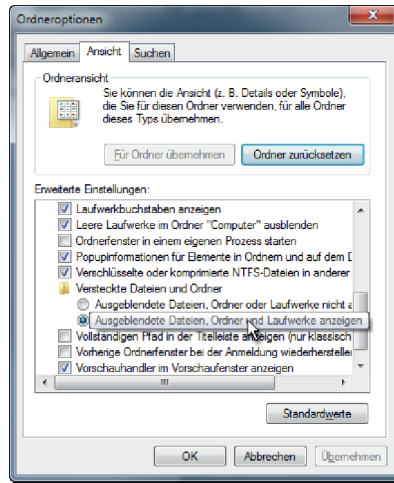 Ordneroptionen
Allgemein Ansicht Suchen
Ordneransicht
Sie können die Ansicht (z. B. Details oder Symbole),
die Sie für diesen Ordner verwenden, für alle Ordner
dieses Typs übernehmen.
Für Ordner übernehmen Ordner zurücksetzen
Erweiterte Einstellungen:
Laufwerkbuchstaben anzeigen
Leere Laufwerke im Ordner "Computer" ausblenden
Ordnerfenster in einem eigenen Prozess starten
Popupinformationen für Elemente in Ordnern und auf dem D
Verschlüsselte oder komprimierte NTFS-Dateien in anderer
Versteckte Dateien und Ordner
Ausgeblendete Dateien, Ordner oder Laufwerke nicht a
Ausgeblendete Dateien, Ordner und Laufwerke anzeigen
Vollständigen Pfad in der Titelleiste anzeigen (nur klassisch
Vorherige Ordnerfenster bei der Anmeldung wiederherstellen
Vorschauhandler im Vorschaufenster anzeigen
Standardwerte
OK Abbrechen Übernehmen